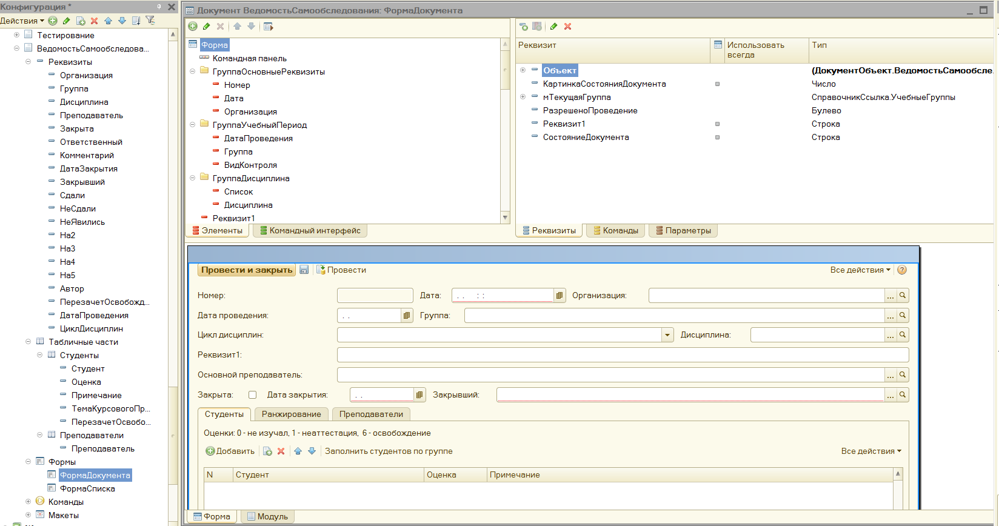 Конфигурация *
Действия
Тестирование
ВедомостьСамообследова...
Реквизиты
Организация
Группа
Дисциплина
Преподаватель
Закрыта
Ответственный
Комментарий
ДатаЗакрытия
Закрывший
Сдали
НеСдали
НеЯвились
На2
На3
На4
На5
Автор
ПерезачетОсвобожд...
ДатаПроведения
ЦиклДисциплин
Табличные части
Студенты
Студент
Оценка
Примечание
ТемаКурсовогоПр...
ПерезачетОсвобо...
Преподаватели
Преподаватель
Формы
ФормаДокумента
ФормаСписка
Команды
Макеты
Документ ВедомостьСамообследования: ФормаДокумента
Форма
Командная панель
ГруппаОсновныеРеквизиты
Номер
Дата
Организация
ГруппаУчебныйПериод
ДатаПроведения
Группа
ВидКонтроля
ГруппаДисциплина
Список
Дисциплина
Реквизит1
Элементы Командный интерфейс
Реквизит Использовать всегда Тип
Объект (ДокументОбъект.ВедомостьСамообсле.
КартинкаСостоянияДокумента Число
мТекущаяГруппа СправочникСсылка.УчебныеГруппы
РазрешеноПроведение Булево
Реквизит1 Строка
СостояниеДокумента Строка
Реквизиты Команды Параметры
Провести и закрыть Провести Все действия ?
Номер: Дата: . . : : Организация: ...
Дата проведения: . . Группа: ...
Цикл дисциплин: Дисциплина: ...
Реквизит1:
Основной преподаватель: ...
Закрыта: Дата закрытия: . . Закрывший: ...
Студенты Ранжирование Преподаватели
Оценки: 0 - не изучал, 1 - неаттестация, 6 - освобождение
Добавить Заполнить студентов по группе Все действия
N Студент Оценка Примечание
Форма Модуль